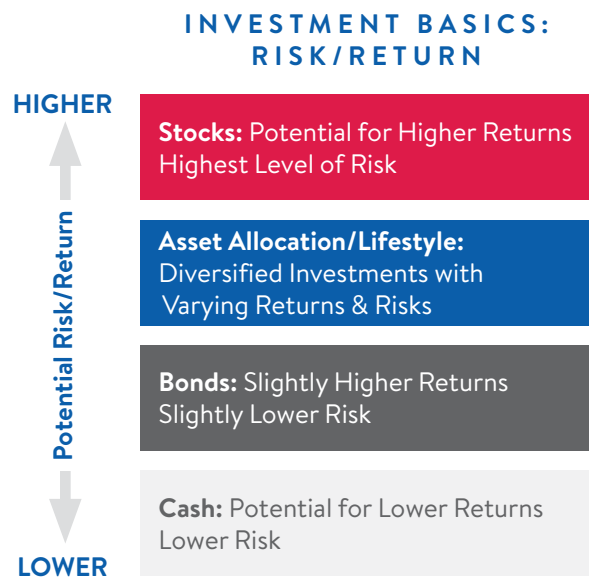 INVESTMENT BASICS:
RISK/RETURN
HIGHER
Potential Risk/Return
LOWER
Stocks: Potential for Higher Returns
Highest Level of Risk
Asset Allocation/Lifestyle:
Diversified Investments with
Varying Returns & Risks
Bonds: Slightly Higher Returns
Slightly Lower Risk
Cash: Potential for Lower Returns
Lower Risk